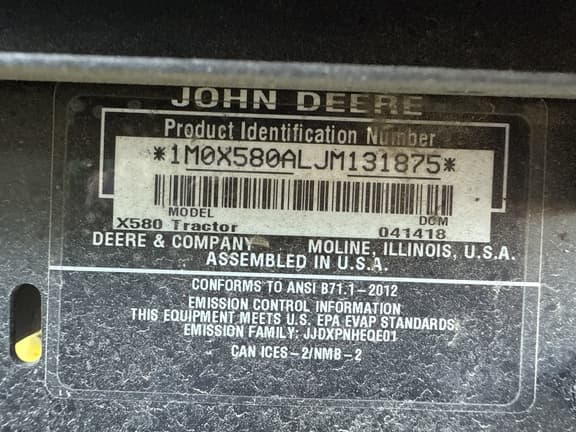 JOHN DEERE
Product Identification Number
*1M0X580ALJM131875*
MODEL DOM
X580 Tractor 041418
DEERE & COMPANY MOLINE, ILLINOIS, U.S.A.
ASSEMBLED IN U.S.A.
CONFORMS TO ANSI B71.1-2012
EMISSION CONTROL INFORMATION
THIS EQUIPMENT MEETS U.S. EPA EVAP STANDARDS.
EMISSION FAMILY: JJDXPNHEQE01
CAN ICES-2/NMB-2